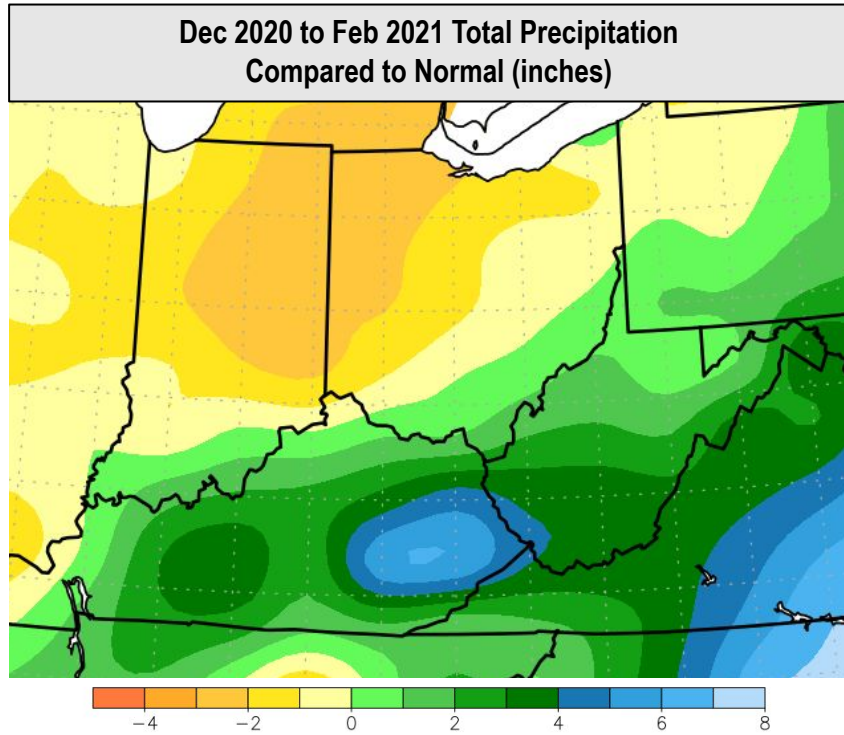 Dec 2020 to Feb 2021 Total Precipitation
Compared to Normal (inches)
−4 −2 0 2 4 6 8